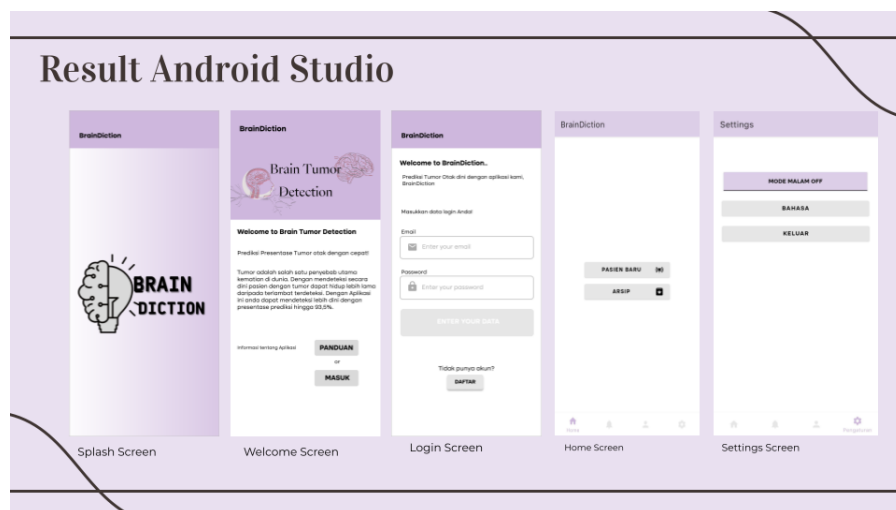 Result Android Studio
BrainDiction
BRAIN
DICTION
Splash Screen
BrainDiction
Brain Tumor
Detection
Welcome to Brain Tumor Detection
Prediksi Presentase Tumor otak dengan cepat!
Tumor adalah salah satu penyebab utama
kematian di dunia. Dengan mendeteksi secara
dini pasien dengan tumor dapat hidup lebih lama
daripada terlambat terdeteksi. Dengan Aplikasi
ini anda dapat mendeteksi lebih dini dengan
presentase prediksi hingga 93,5%.
Informasi tentang Aplikasi
PANDUAN
or
MASUK
Welcome Screen
BrainDiction
Welcome to BrainDiction..
Prediksi Tumor Otak dini dengan aplikasi kami,
BrainDiction
Masukkan data login Anda!
Email
Enter your email
Password
Enter your password
ENTER YOUR DATA
Tidak punya akun?
DAFTAR
Login Screen
BrainDiction
PASIEN BARU
ARSIP
Home
Home Screen
Settings
MODE MALAM OFF
BAHASA
KELUAR
Pengaturan
Settings Screen